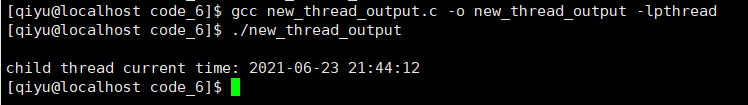 [qiyu@localhost code_6]$ gcc new_thread_output.c -o new_thread_output -lpthread
[qiyu@localhost code_6]$ ./new_thread_output
child thread current time: 2021-06-23 21:44:12
[qiyu@localhost code_6]$